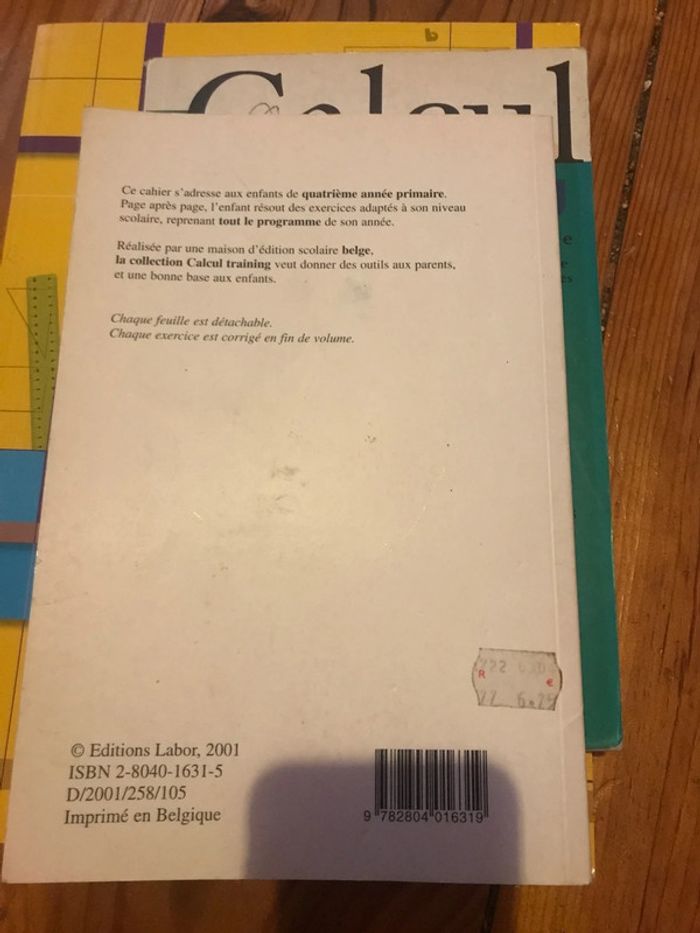 Calcul
Ce cahier s'adresse aux enfants de quatrième année primaire.
Page après page, l'enfant résout des exercices adaptés à son niveau
scolaire, reprenant tout le programme de son année.
Réalisée par une maison d'édition scolaire belge,
la collection Calcul training veut donner des outils aux parents,
et une bonne base aux enfants.
Chaque feuille est détachable.
Chaque exercice est corrigé en fin de volume.
R
€
© Editions Labor, 2001
ISBN 2-8040-1631-5
D/2001/258/105
Imprimé en Belgique
9 782804 016319